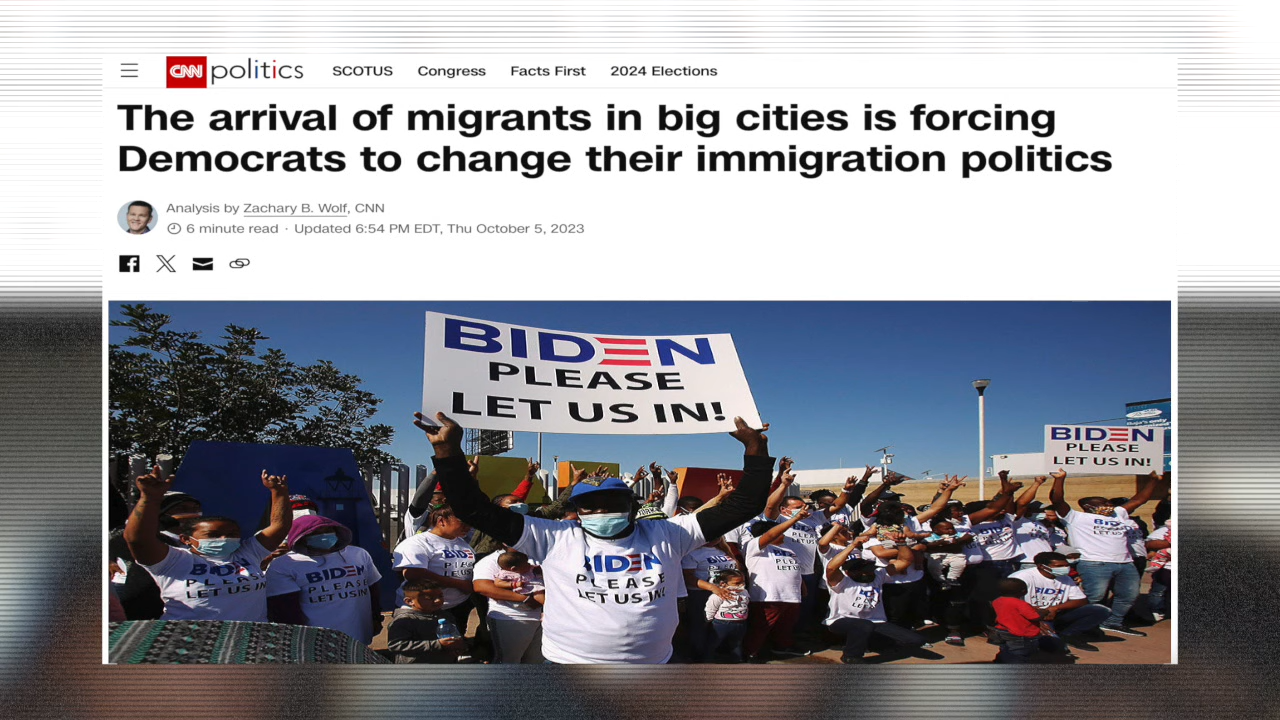 CNN politics SCOTUS Congress Facts First 2024 Elections
The arrival of migrants in big cities is forcing
Democrats to change their immigration politics
Analysis by Zachary B. Wolf, CNN
6 minute read · Updated 6:54 PM EDT, Thu October 5, 2023
BIDEN
PLEASE
LET US IN!
BIDEN
PLEASE
LET US IN!
BIDEN
PLEASE
LET US IN!
BIDEN
PLEASE
LET US IN!